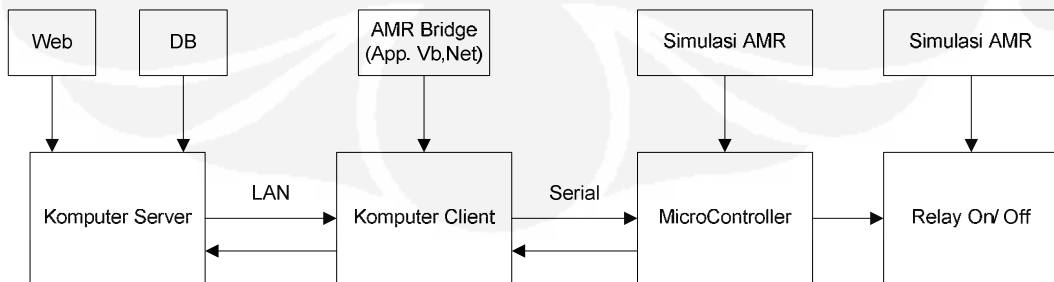 Web
DB
AMR Bridge
(App. Vb,Net)
Simulasi AMR
Simulasi AMR
Komputer Server
LAN
Komputer Client
Serial
MicroController
Relay On/ Off